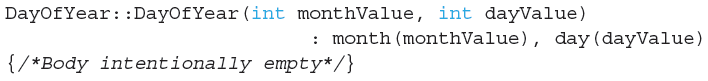 DayOfYear::DayOfYear(int monthValue, int dayValue)
: month(monthValue), day(dayValue)
{/*Body intentionally empty*/}